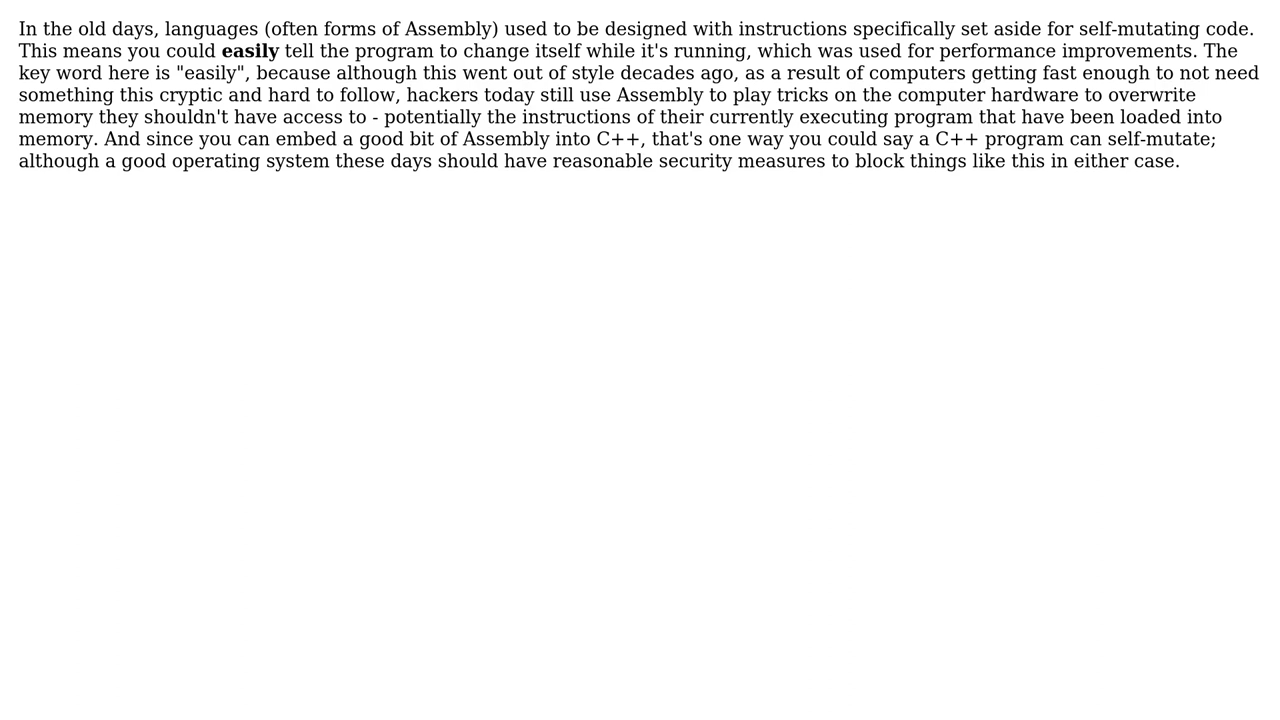 In the old days, languages (often forms of Assembly) used to be designed with instructions specifically set aside for self-mutating code.
This means you could easily tell the program to change itself while it's running, which was used for performance improvements. The
key word here is "easily", because although this went out of style decades ago, as a result of computers getting fast enough to not need
something this cryptic and hard to follow, hackers today still use Assembly to play tricks on the computer hardware to overwrite
memory they shouldn't have access to - potentially the instructions of their currently executing program that have been loaded into
memory. And since you can embed a good bit of Assembly into C++, that's one way you could say a C++ program can self-mutate;
although a good operating system these days should have reasonable security measures to block things like this in either case.